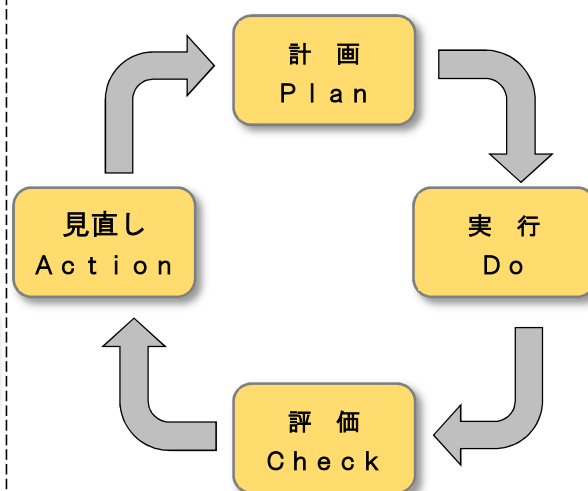 計　画
Ｐｌａｎ
実　行
Ｄｏ
評　価
Ｃｈｅｃｋ
見直し
Ａｃｔｉｏｎ